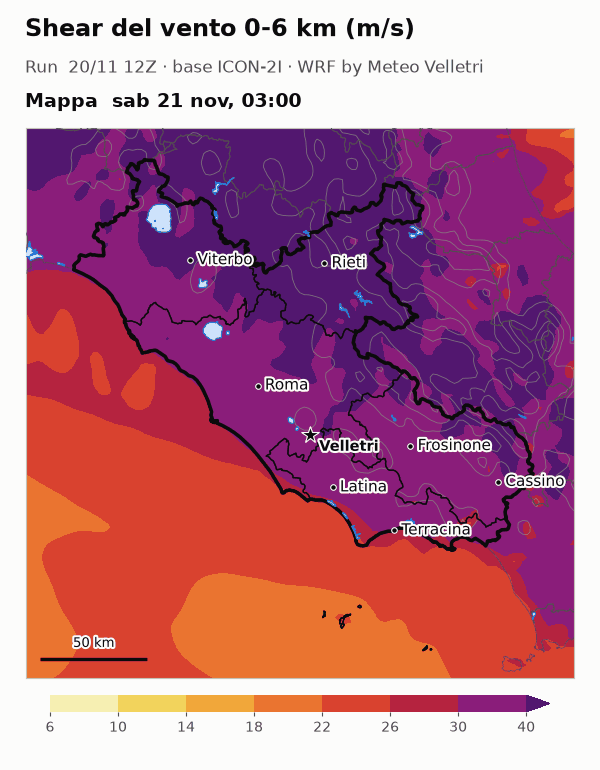 Shear del vento 0-6 km (m/s)
Run  20/11 12Z · base ICON-2I · WRF by Meteo Velletri
Mappa  sab 21 nov, 03:00
Viterbo
Rieti
Roma
Velletri
Frosinone
Cassino
Latina
Terracina
50 km
6 10 14 18 22 26 30 40